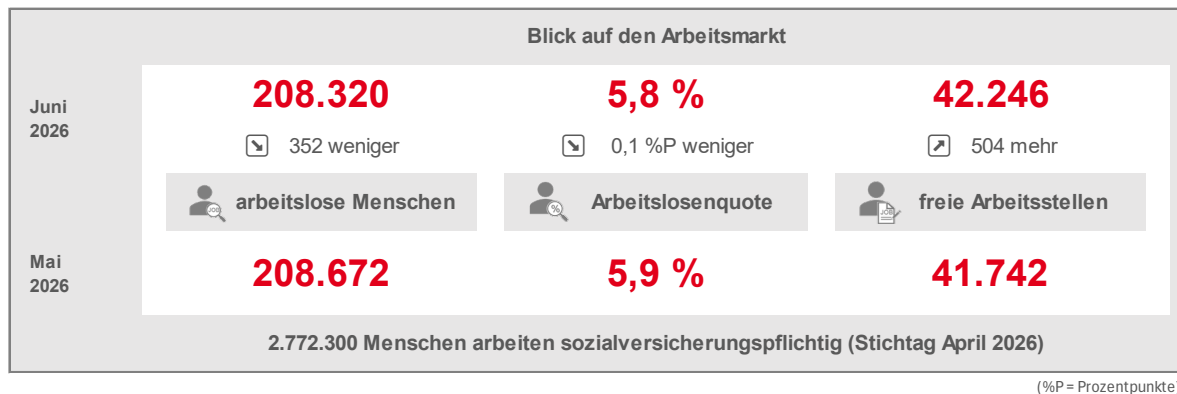 Blick auf den Arbeitsmarkt
Juni
2026
208.320
5,8 %
42.246
352 weniger
0,1 %P weniger
504 mehr
JOB
arbeitslose Menschen
%
Arbeitslosenquote
JOB
freie Arbeitsstellen
Mai
2026
208.672
5,9 %
41.742
2.772.300 Menschen arbeiten sozialversicherungspflichtig (Stichtag April 2026)
(%P = Prozentpunkte)